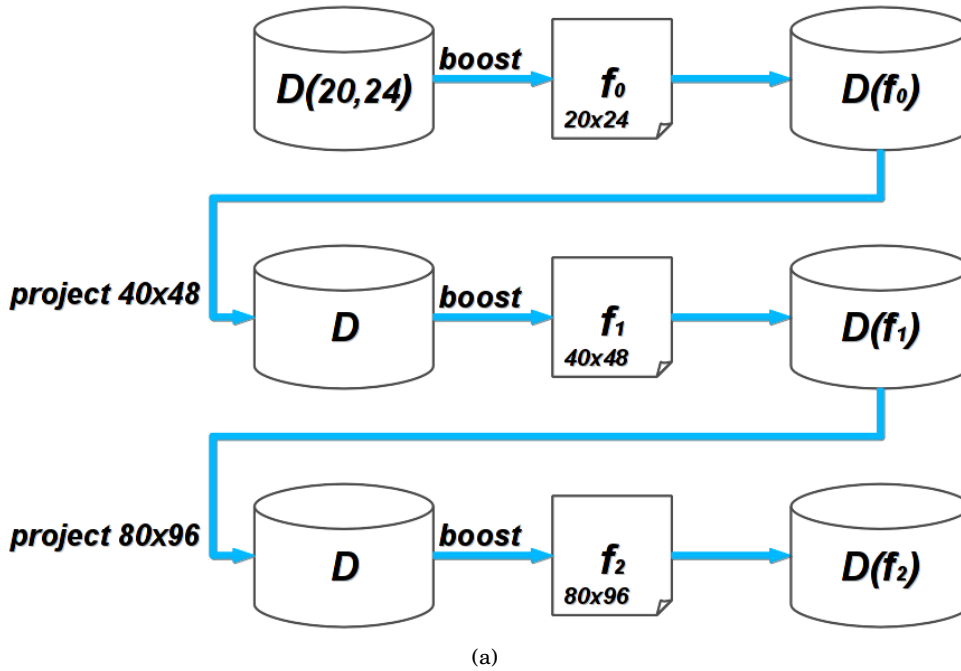 D(20,24)
boost
f₀
20x24
D(f₀)
project 40x48
D
boost
f₁
40x48
D(f₁)
project 80x96
D
boost
f₂
80x96
D(f₂)
(a)